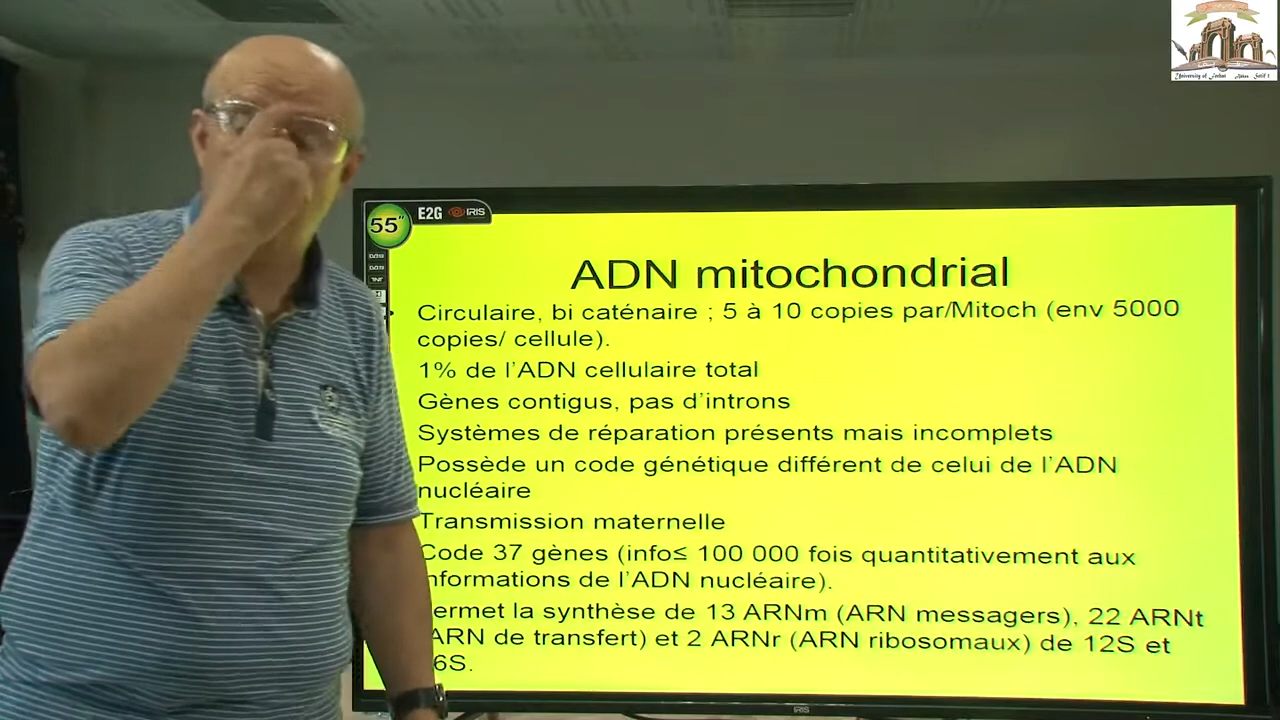 55"
E2G IRIS
ADN mitochondrial
Circulaire, bi caténaire ; 5 à 10 copies par/Mitoch (env 5000
copies/ cellule).
1% de l'ADN cellulaire total
Gènes contigus, pas d'introns
Systèmes de réparation présents mais incomplets
Possède un code génétique différent de celui de l'ADN
nucléaire
Transmission maternelle
Code 37 gènes (info≤ 100 000 fois quantitativement aux
nformations de l'ADN nucléaire).
ermet la synthèse de 13 ARNm (ARN messagers), 22 ARNt
ARN de transfert) et 2 ARNr (ARN ribosomaux) de 12S et
6S.
IRIS